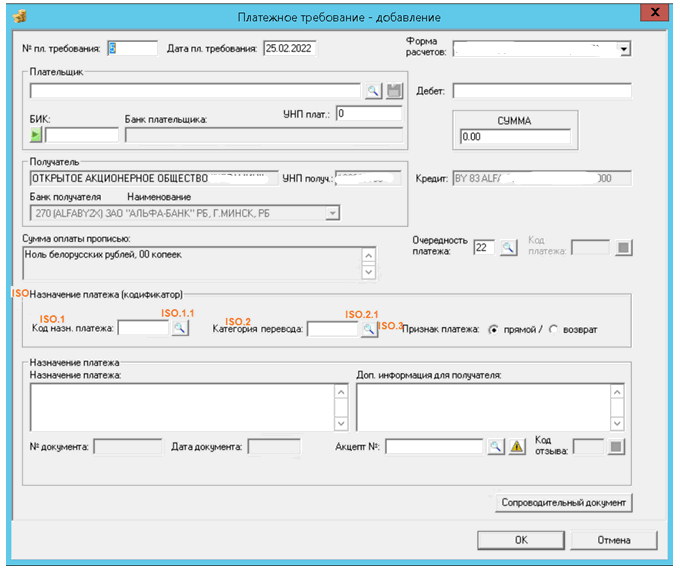 Платежное требование - добавление
X
№ пл. требования: 5 Дата пл. требования: 25.02.2022 Форма расчетов:
Плательщик
Дебет:
УНП плат.: 0
БИК: Банк плательщика:
СУММА
0.00
Получатель
ОТКРЫТОЕ АКЦИОНЕРНОЕ ОБЩЕСТВО УНП получ.: Кредит: BY 83 ALF 000
Банк получателя Наименование
270 (ALFABY2X) ЗАО "АЛЬФА-БАНК" РБ, Г.МИНСК, РБ
Сумма оплаты прописью:
Ноль белорусских рублей, 00 копеек
Очередность платежа: 22 Код платежа:
ISO Назначение платежа (кодификатор)
ISO.1 ISO.1.1 ISO.2 ISO.2.1 ISO.3
Код назн. платежа: Категория перевода: Признак платежа: прямой / возврат
Назначение платежа
Назначение платежа: Доп. информация для получателя:
№ документа: Дата документа: Акцепт №: Код отзыва:
Сопроводительный документ
OK Отмена